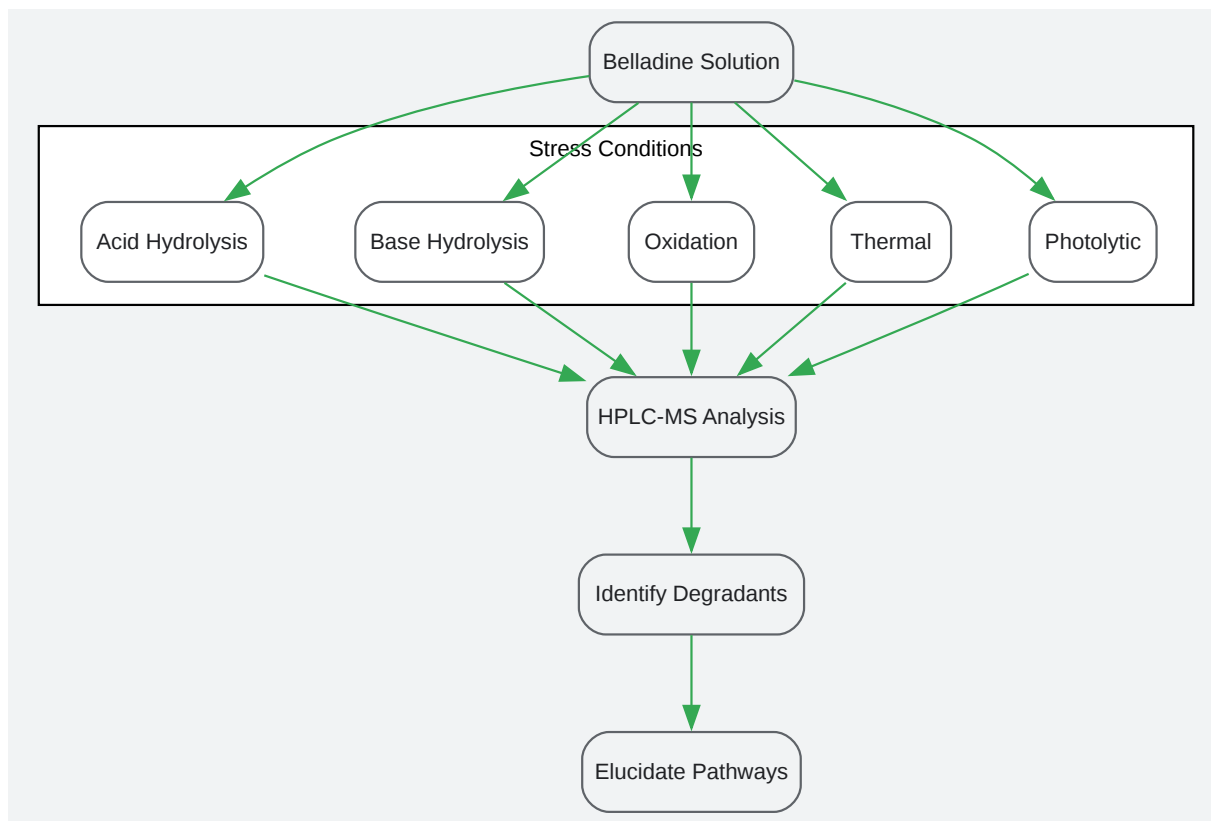 Belladine Solution
Stress Conditions
Acid Hydrolysis
Base Hydrolysis
Oxidation
Thermal
Photolytic
HPLC-MS Analysis
Identify Degradants
Elucidate Pathways